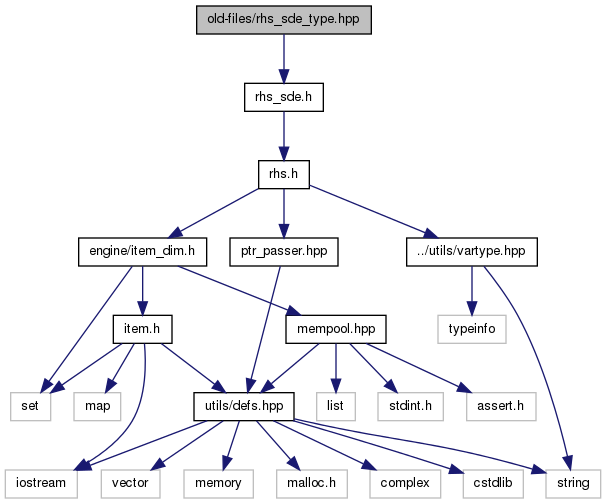 old-files/rhs_sde_type.hpp
rhs_sde.h
rhs.h
engine/item_dim.h
ptr_passer.hpp
../utils/vartype.hpp
item.h
mempool.hpp
typeinfo
set
map
utils/defs.hpp
list
stdint.h
assert.h
iostream
vector
memory
malloc.h
complex
cstdlib
string